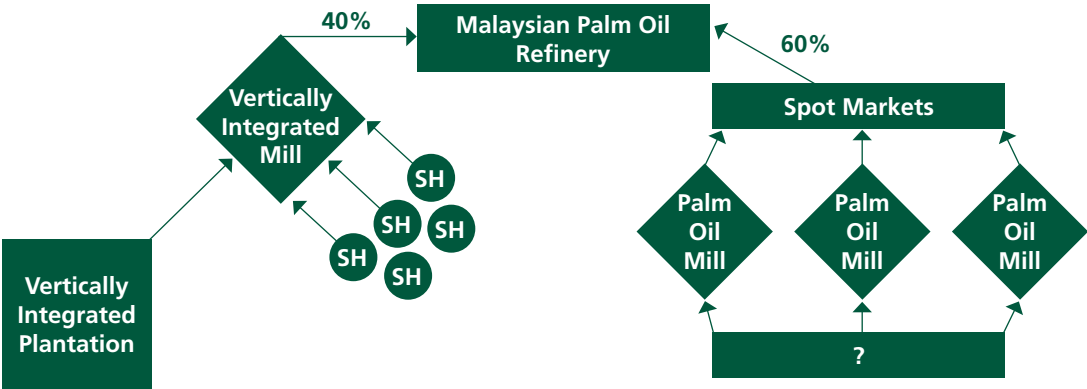 40%
Malaysian Palm Oil
Refinery
60%
Vertically
Integrated
Mill
Spot Markets
SH
SH
SH
SH
SH
Palm
Oil
Mill
Palm
Oil
Mill
Palm
Oil
Mill
Vertically
Integrated
Plantation
?